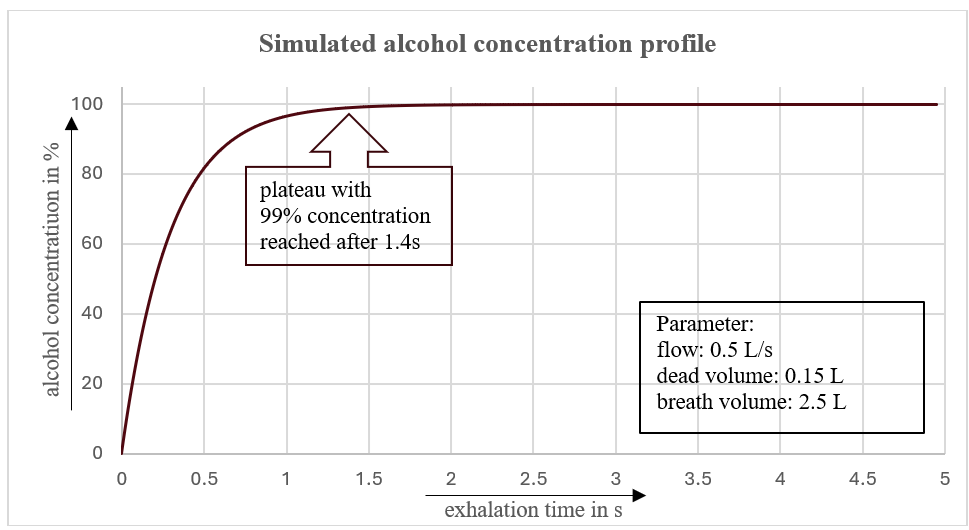 Simulated alcohol concentration profile
alcohol concentratiuon in %
100
80
60
40
20
0
plateau with
99% concentration
reached after 1.4s
Parameter:
flow: 0.5 L/s
dead volume: 0.15 L
breath volume: 2.5 L
0 0.5 1 1.5 2 2.5 3 3.5 4 4.5 5
exhalation time in s